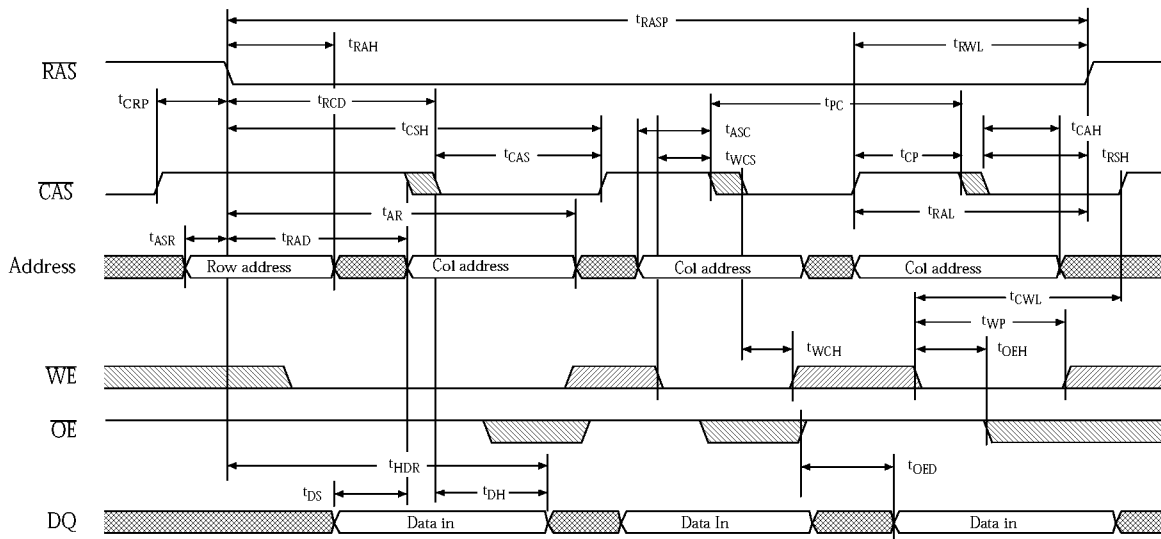 tRASP
tRAH
tRWL
RAS
tCRP
tRCD
tPC
tCSH
tASC
tCAH
tCAS
tWCS
tCP
tRSH
CAS
tAR
tRAL
tASR
tRAD
Address
Row address
Col address
Col address
Col address
tCWL
tWP
tWCH
tOEH
WE
OE
tHDR
tOED
tDS
tDH
DQ
Data in
Data In
Data in